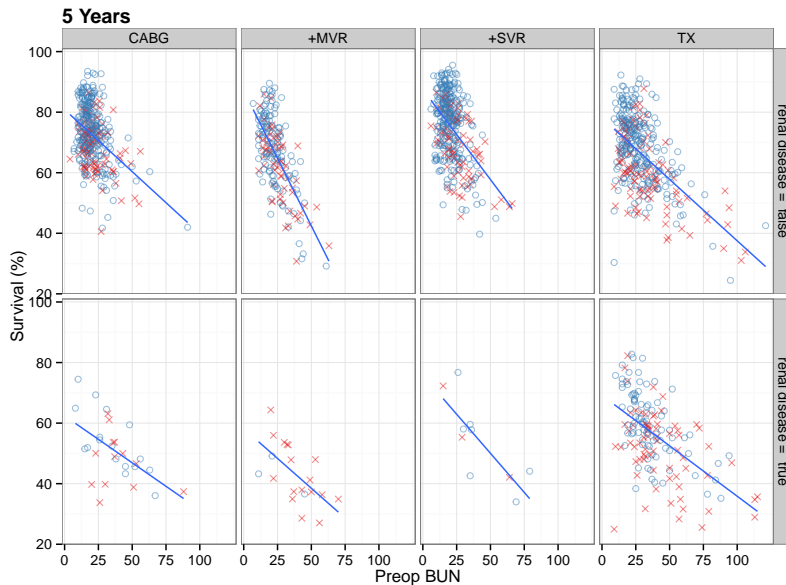 5 Years
CABG +MVR +SVR TX
100
80
60
40
20
renal disease = false
100
80
60
40
20
renal disease = true
Survival (%)
0 25 50 75 100 0 25 50 75 100 0 25 50 75 100 0 25 50 75 100
Preop BUN